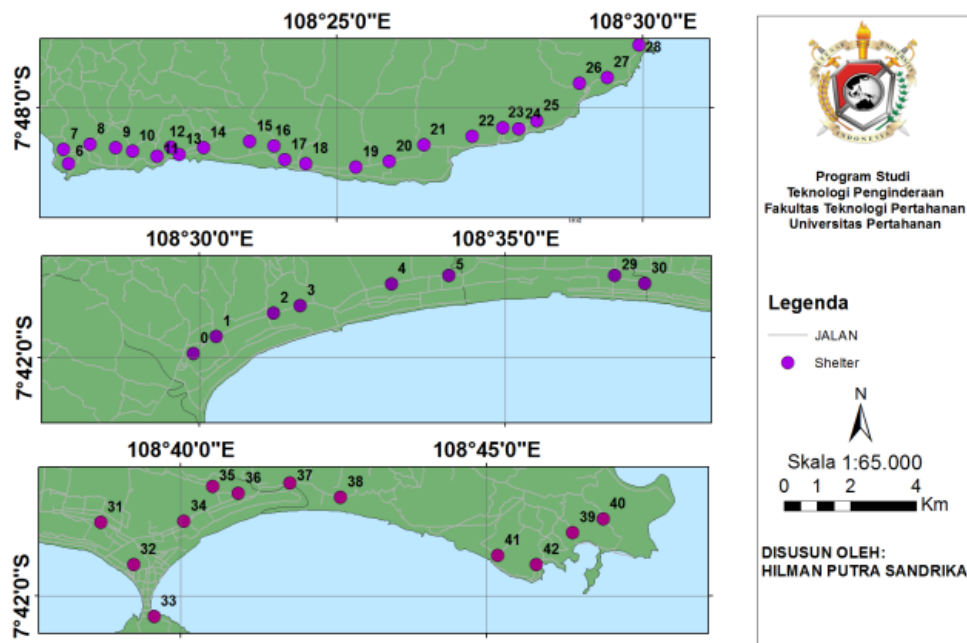 108°25'0"E 108°30'0"E
7°48'0"S
28
27
26
25
24
23
22
21
20
19
18
17
16
15
14
13
12
11
10
9
8
7
6
108°30'0"E 108°35'0"E
7°42'0"S
0
1
2
3
4
5
29
30
108°40'0"E 108°45'0"E
7°42'0"S
31
32
33
34
35
36
37
38
39
40
41
42
Program Studi
Teknologi Penginderaan
Fakultas Teknologi Pertahanan
Universitas Pertahanan
Legenda
JALAN
Shelter
N
Skala 1:65.000
0 1 2 4
Km
DISUSUN OLEH:
HILMAN PUTRA SANDRIKA